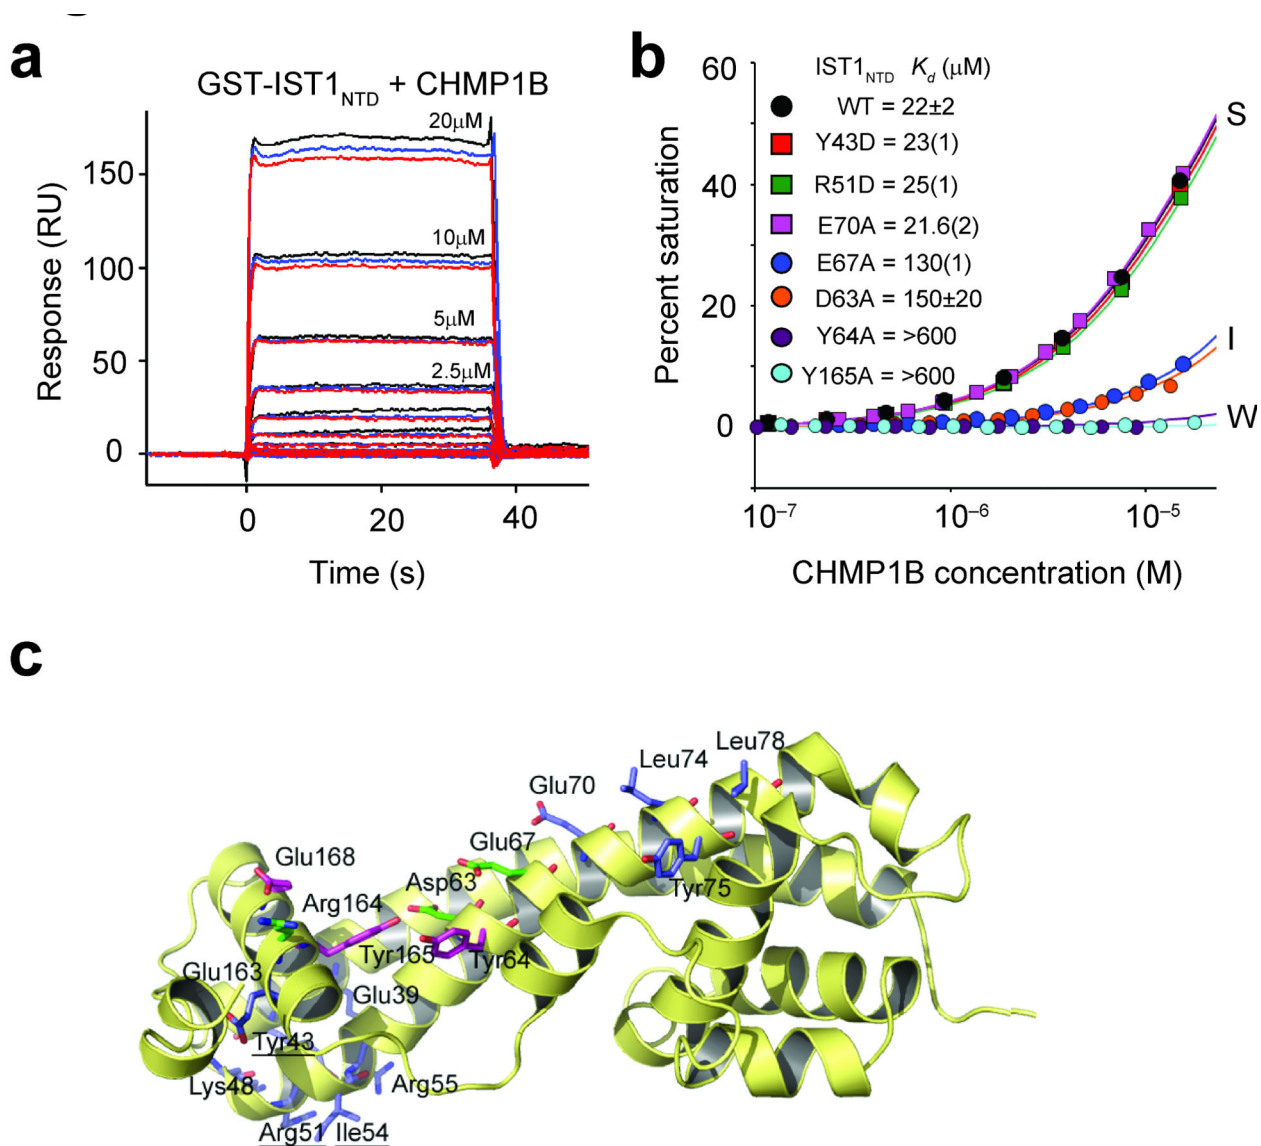 a
GST-IST1NTD + CHMP1B
Response (RU)
150
100
50
0
20µM
10µM
5µM
2.5µM
0 20 40
Time (s)
b
Percent saturation
60
40
20
0
IST1NTD Kd (µM)
WT = 22±2
Y43D = 23(1)
R51D = 25(1)
E70A = 21.6(2)
E67A = 130(1)
D63A = 150±20
Y64A = >600
Y165A = >600
S
I
W
10–7 10–6 10–5
CHMP1B concentration (M)
c
Leu78
Leu74
Glu70
Glu67
Glu168
Asp63
Tyr75
Arg164
Tyr165
Tyr64
Glu163
Glu39
Tyr43
Lys48
Arg55
Arg51
Ile54